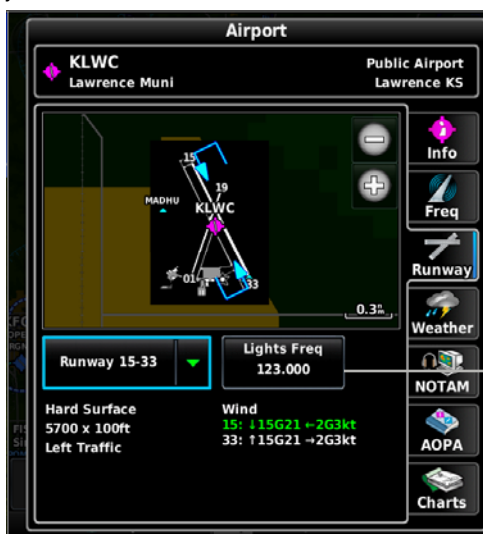 Airport
KLWC
Lawrence Muni
Public Airport
Lawrence KS
15
19
MADHU
KLWC
01
33
0.3nm
Info
Freq
Runway
Weather
NOTAM
AOPA
Charts
Runway 15-33
Lights Freq
123.000
Hard Surface
5700 x 100ft
Left Traffic
Wind
15: ↓15G21 ←2G3kt
33: ↑15G21 →2G3kt